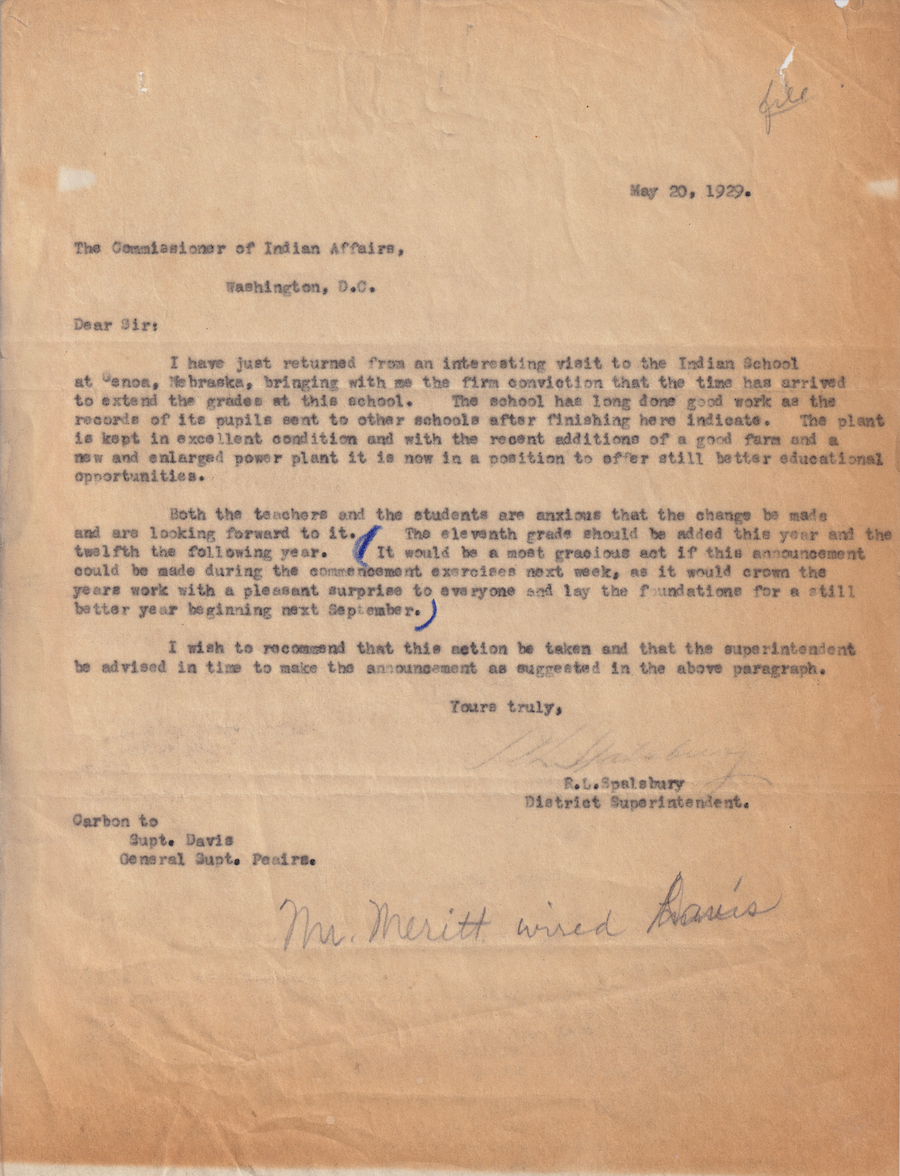 file
May 20, 1929.
The Commissioner of Indian Affairs,
Washington, D.C.
Dear Sir:
I have just returned from an interesting visit to the Indian School
at Genoa, Nebraska, bringing with me the firm conviction that the time has arrived
to extend the grades at this school. The school has long done good work as the
records of its pupils sent to other schools after finishing here indicate. The plant
is kept in excellent condition and with the recent additions of a good farm and a
new and enlarged power plant it is now in a position to offer still better educational
opportunities.
Both the teachers and the students are anxious that the change be made
and are looking forward to it. The eleventh grade should be added this year and the
twelfth the following year. (It would be a most gracious act if this announcement
could be made during the commencement exercises next week, as it would crown the
years work with a pleasant surprise to everyone and lay the foundations for a still
better year beginning next September.)
I wish to recommend that this action be taken and that the superintendent
be advised in time to make the announcement as suggested in the above paragraph.
Yours truly,
R L Spalsbury
R.L.Spalsbury
District Superintendent.
Carbon to
Supt. Davis
General Supt. Peairs.
Mr. Meritt wired Davis